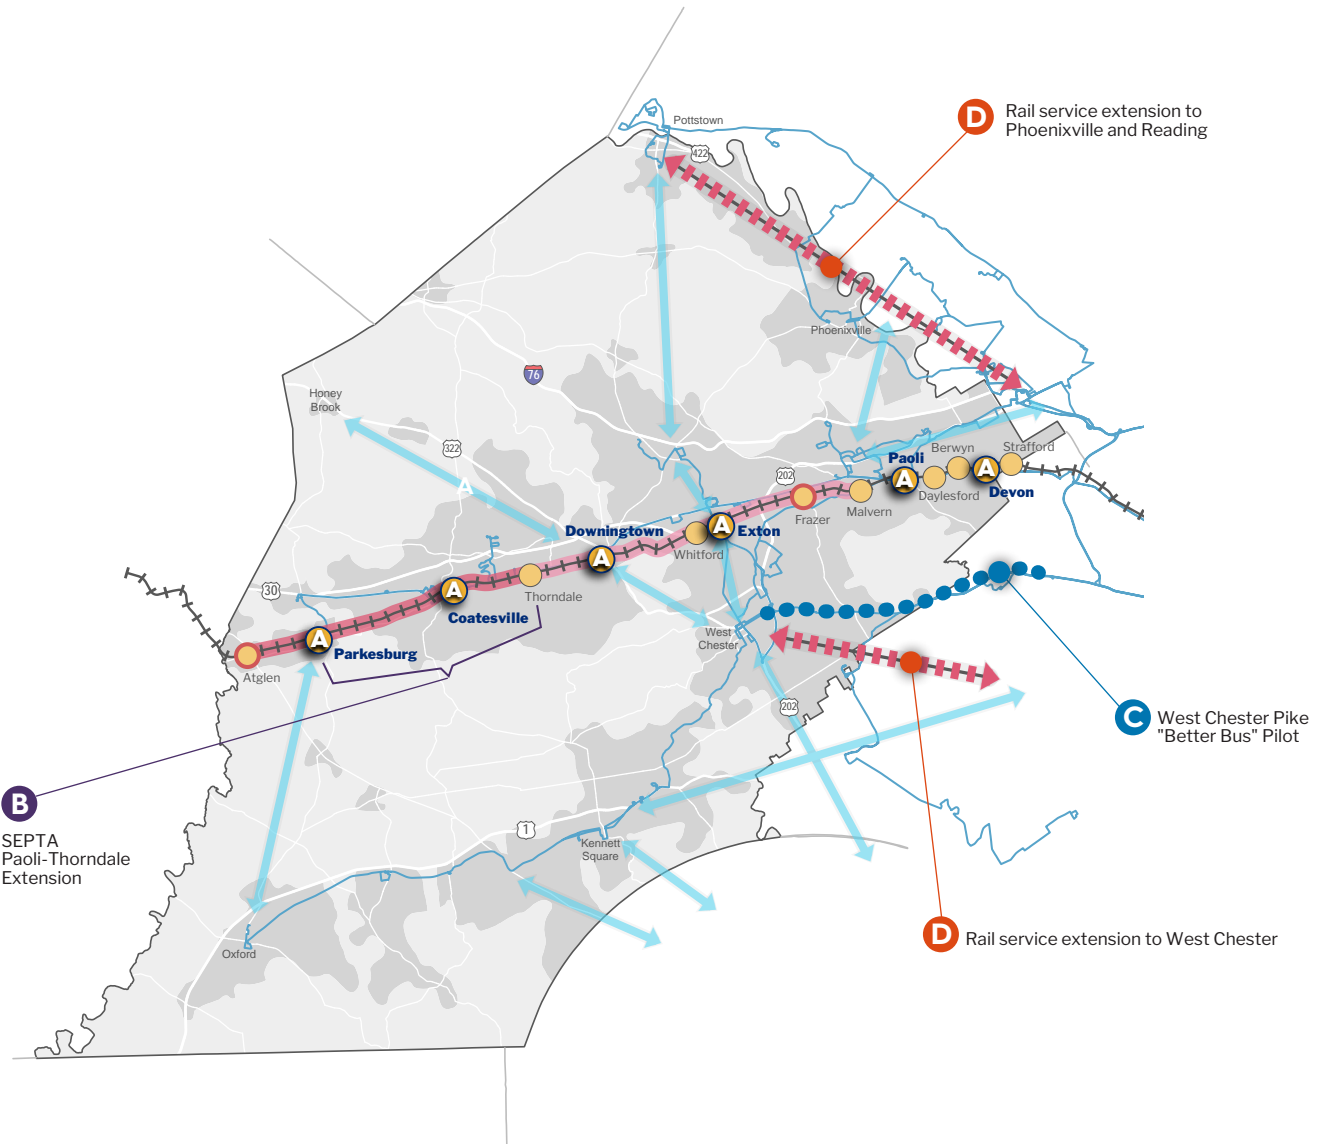 Pottstown
422
D
Rail service extension to
Phoenixville and Reading
Phoenixville
76
Honey
Brook
322
A
202
Paoli
A
Berwyn
Strafford
A
Daylesford
Devon
Malvern
Frazer
Downingtown
A
A
Exton
Whitford
30
A
Thorndale
Coatesville
A
Parkesburg
Atglen
West
Chester
202
C
West Chester Pike
"Better Bus" Pilot
B
SEPTA
Paoli-Thorndale
Extension
1
Kennett
Square
Oxford
D
Rail service extension to West Chester